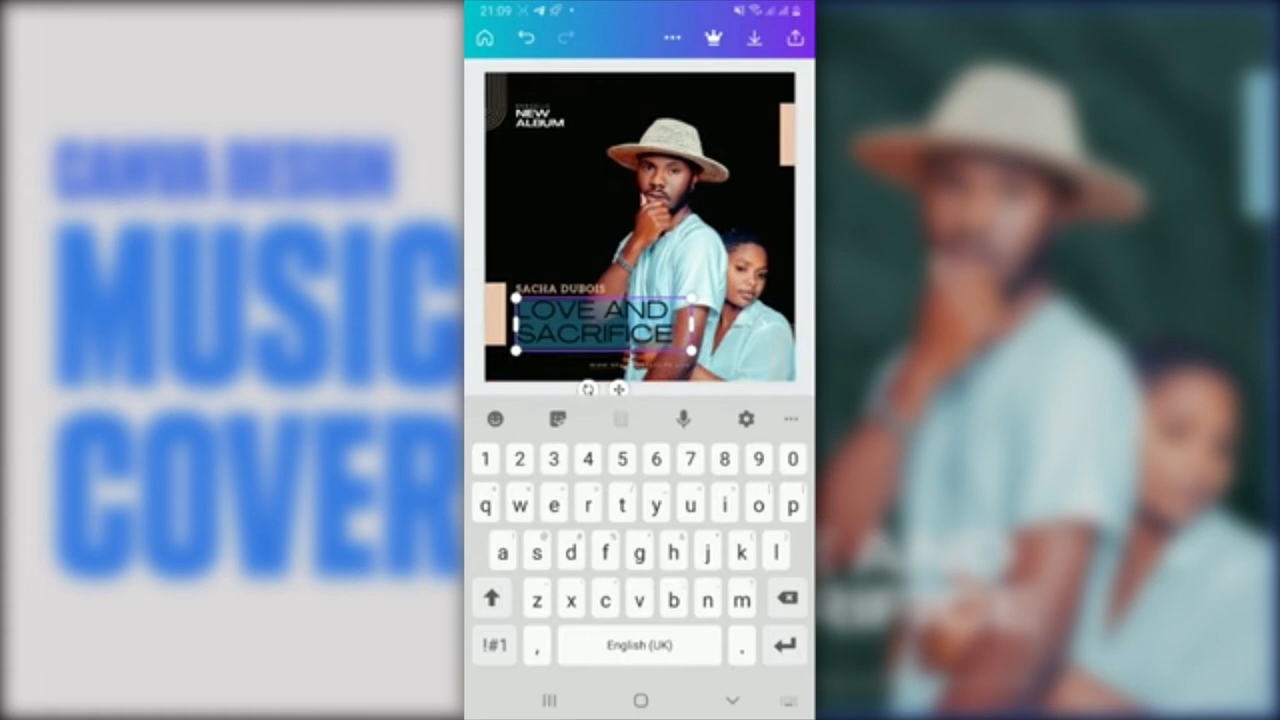 CANVA DESIGN
MUSIC
COVER
21:09
NEW
ALBUM
SACHA DUBOIS
LOVE AND
SACRIFICE
1 2 3 4 5 6 7 8 9 0
q w e r t y u i o p
a s d f g h j k l
z x c v b n m
!#1 , English (UK) .